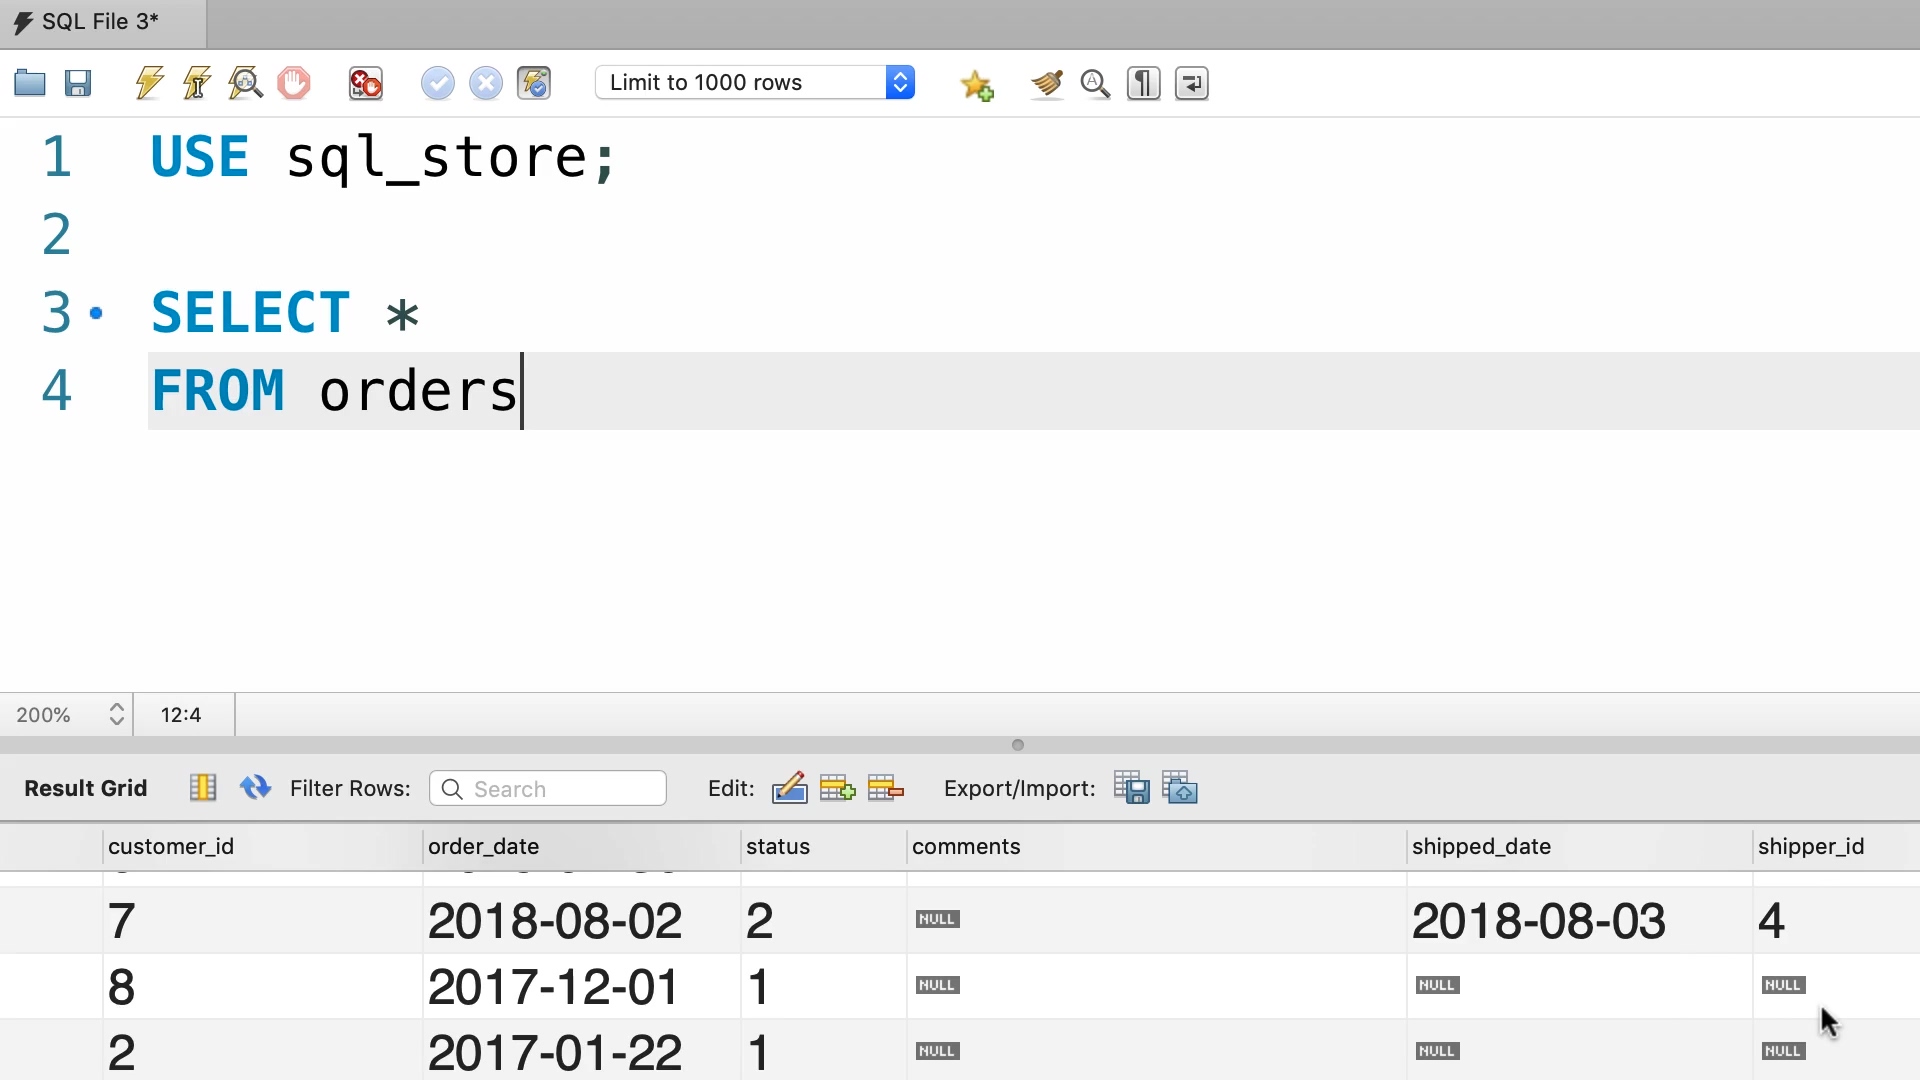 SQL File 3*
Limit to 1000 rows
1 USE sql_store;
2
3 SELECT *
4 FROM orders
200% 12:4
Result Grid Filter Rows: Search Edit: Export/Import:
customer_id order_date status comments shipped_date shipper_id
7 2018-08-02 2 NULL 2018-08-03 4
8 2017-12-01 1 NULL NULL NULL
2 2017-01-22 1 NULL NULL NULL